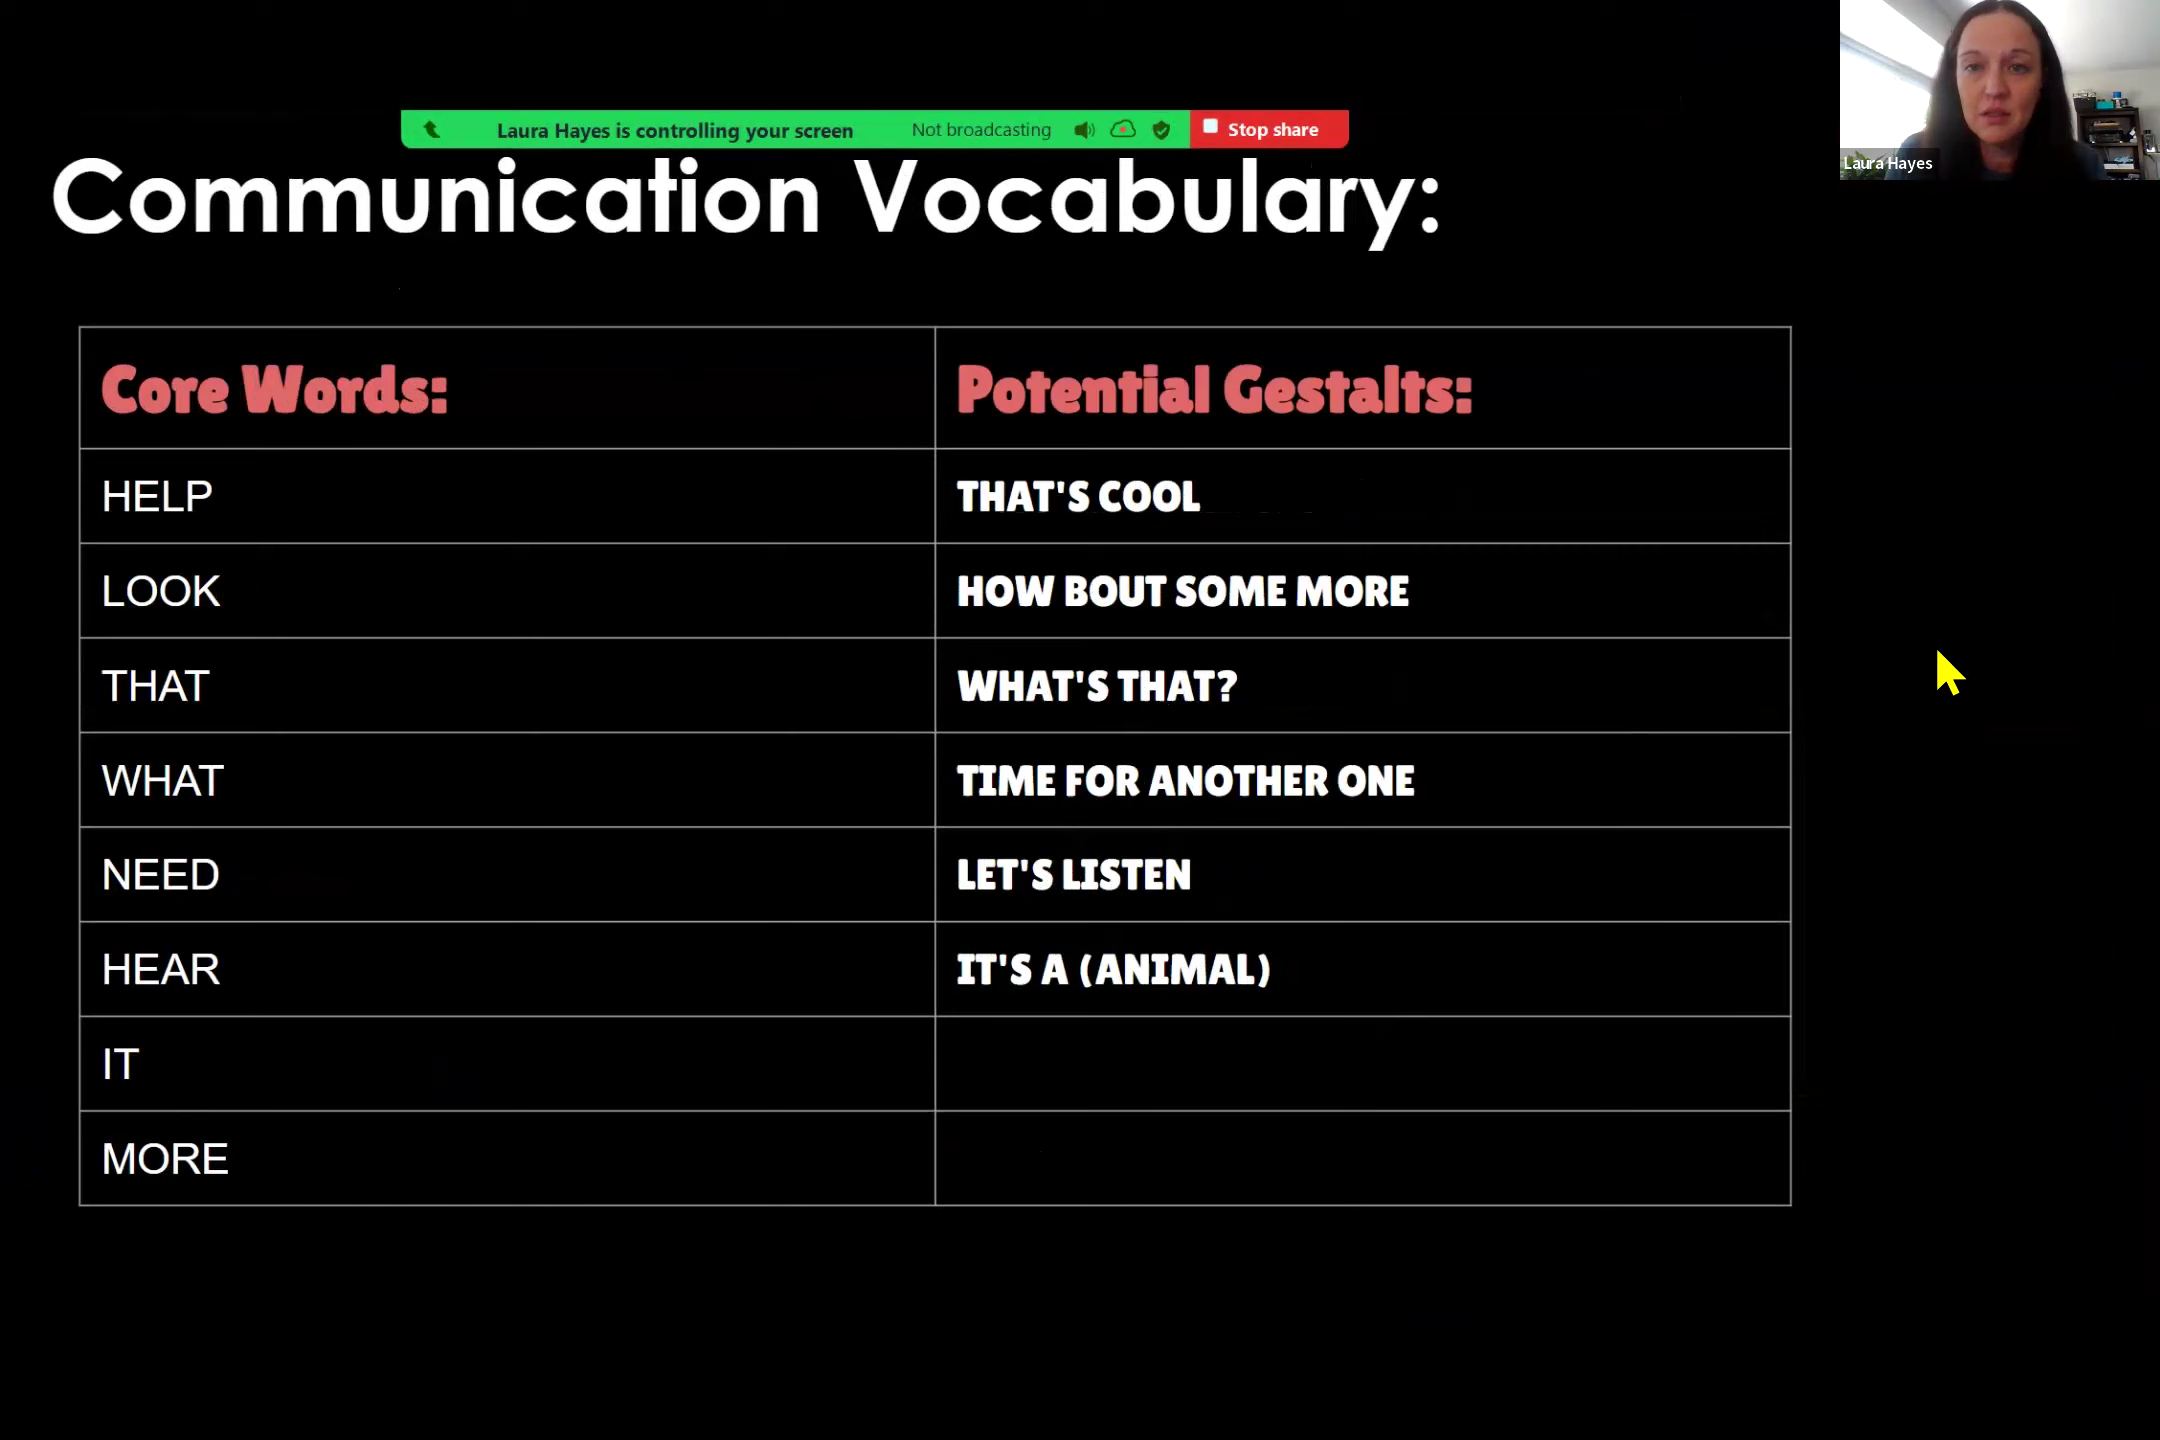 Laura Hayes is controlling your screen Not broadcasting Stop share
Laura Hayes
Communication Vocabulary:
Core Words: Potential Gestalts:
HELP THAT'S COOL
LOOK HOW BOUT SOME MORE
THAT WHAT'S THAT?
WHAT TIME FOR ANOTHER ONE
NEED LET'S LISTEN
HEAR IT'S A (ANIMAL)
IT
MORE